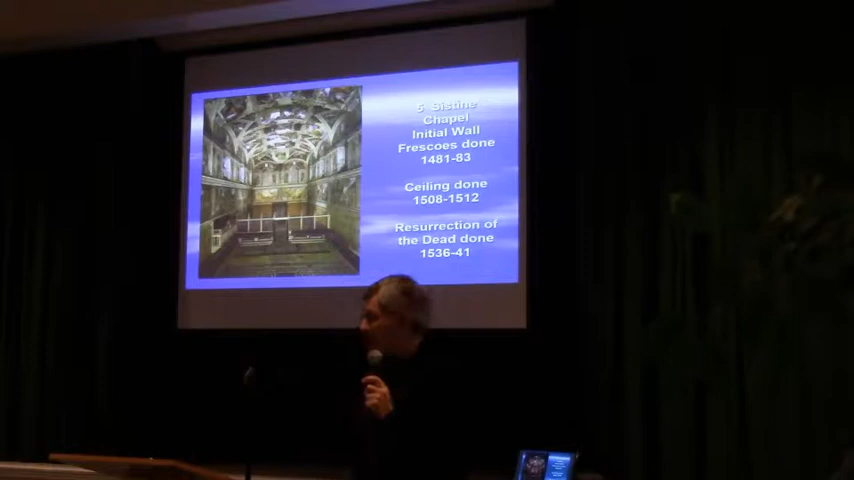 5 Sistine
Chapel
Initial Wall
Frescoes done
1481-83
Ceiling done
1508-1512
Resurrection of
the Dead done
1536-41